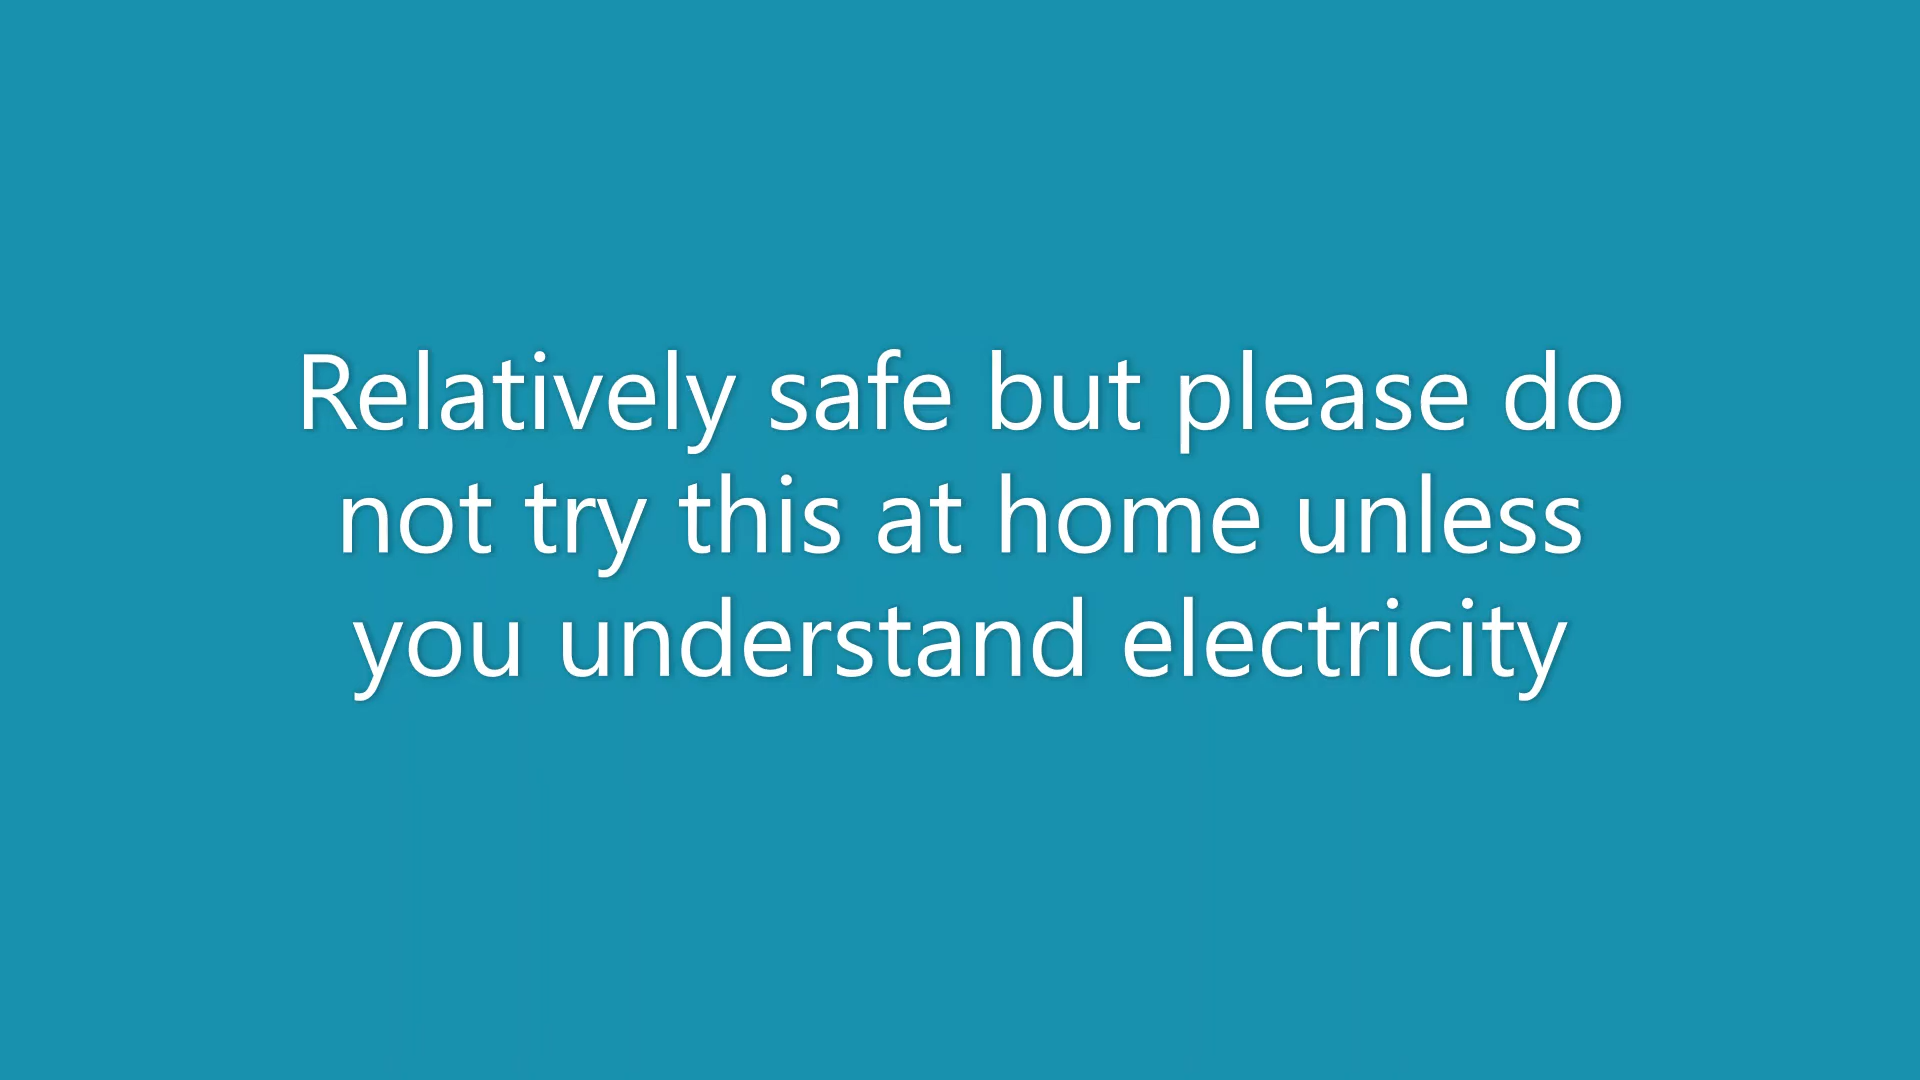 Relatively safe but please do
not try this at home unless
you understand electricity